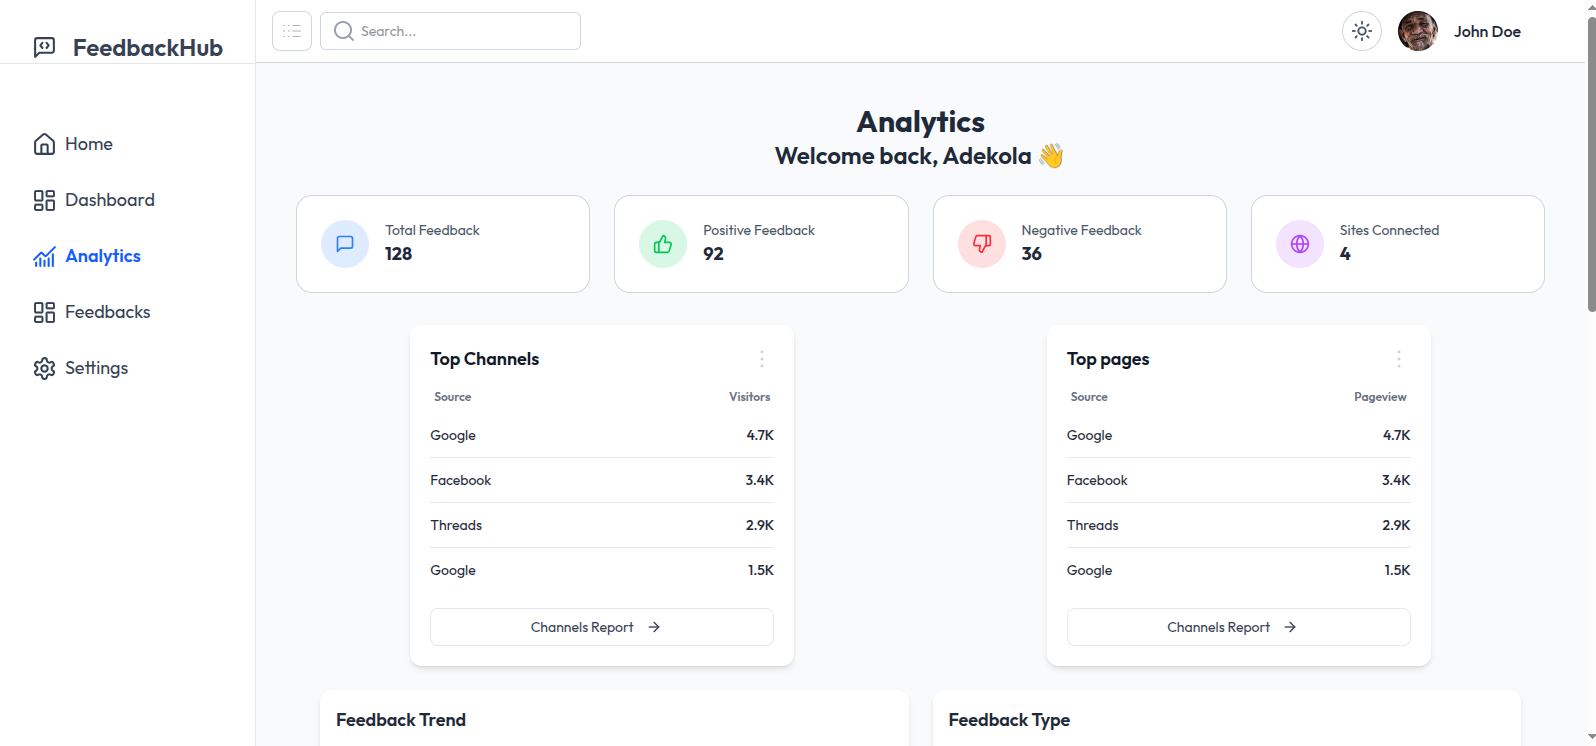 FeedbackHub
Search...
John Doe
Home
Dashboard
Analytics
Feedbacks
Settings
Analytics
Welcome back, Adekola 👋
Total Feedback
128
Positive Feedback
92
Negative Feedback
36
Sites Connected
4
Top Channels
Source Visitors
Google 4.7K
Facebook 3.4K
Threads 2.9K
Google 1.5K
Channels Report →
Top pages
Source Pageview
Google 4.7K
Facebook 3.4K
Threads 2.9K
Google 1.5K
Channels Report →
Feedback Trend
Feedback Type